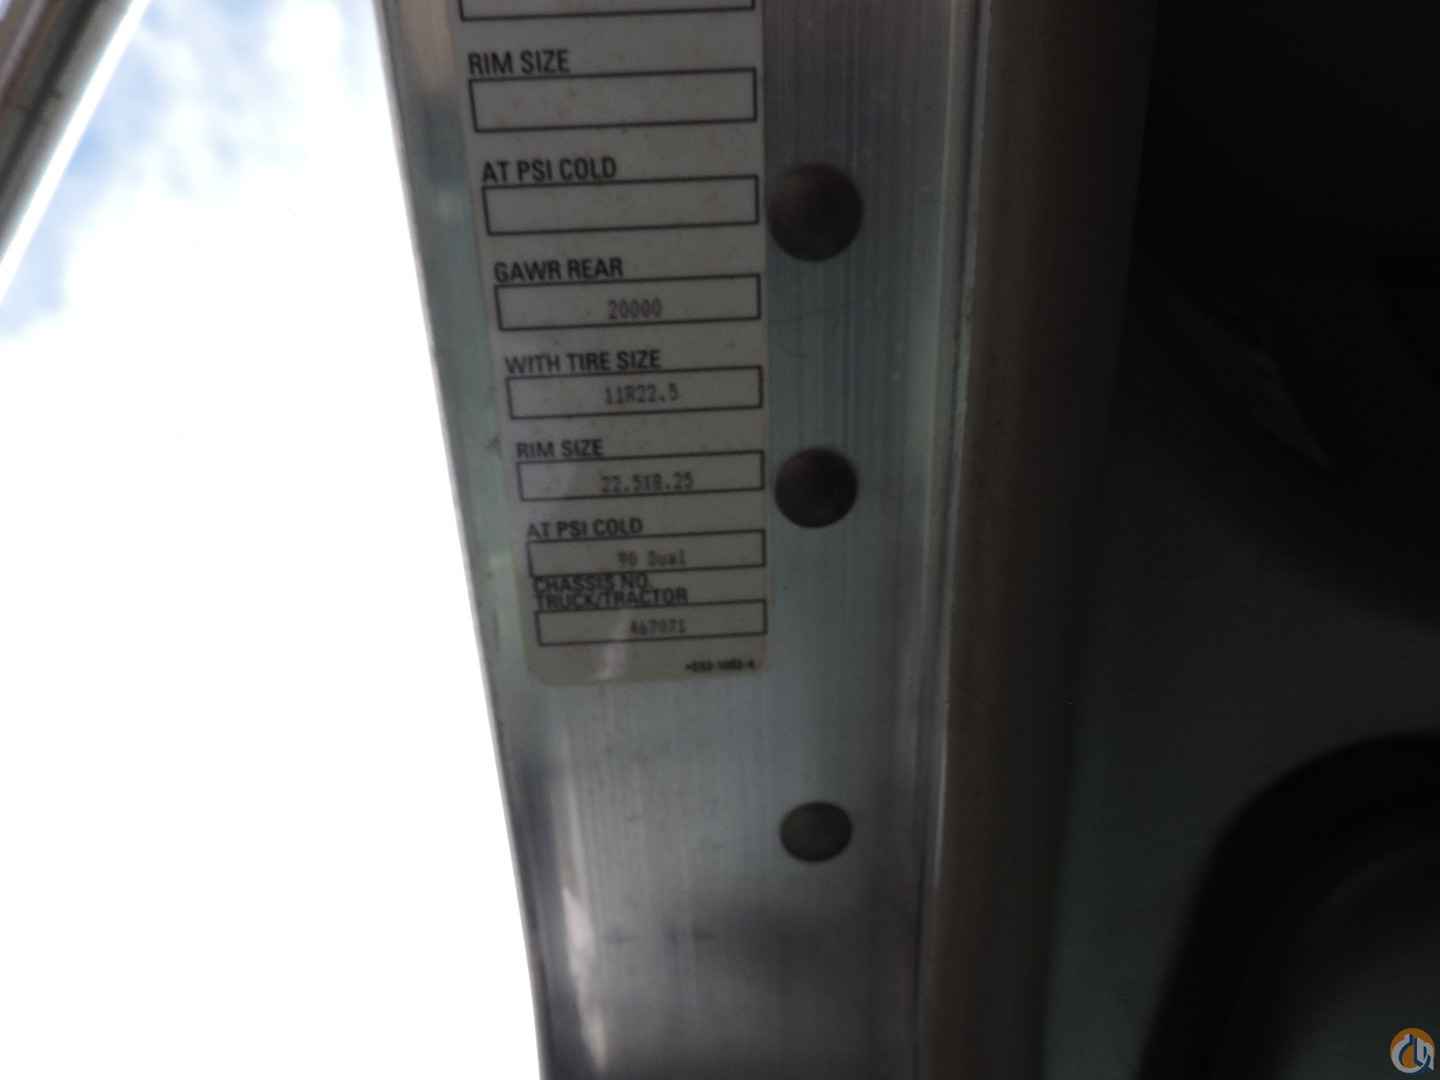 RIM SIZE
AT PSI COLD
GAWR REAR
20000
WITH TIRE SIZE
11R22.5
RIM SIZE
22.5X8.25
AT PSI COLD
90 Dual
CHASSIS NO.
TRUCK/TRACTOR
467071